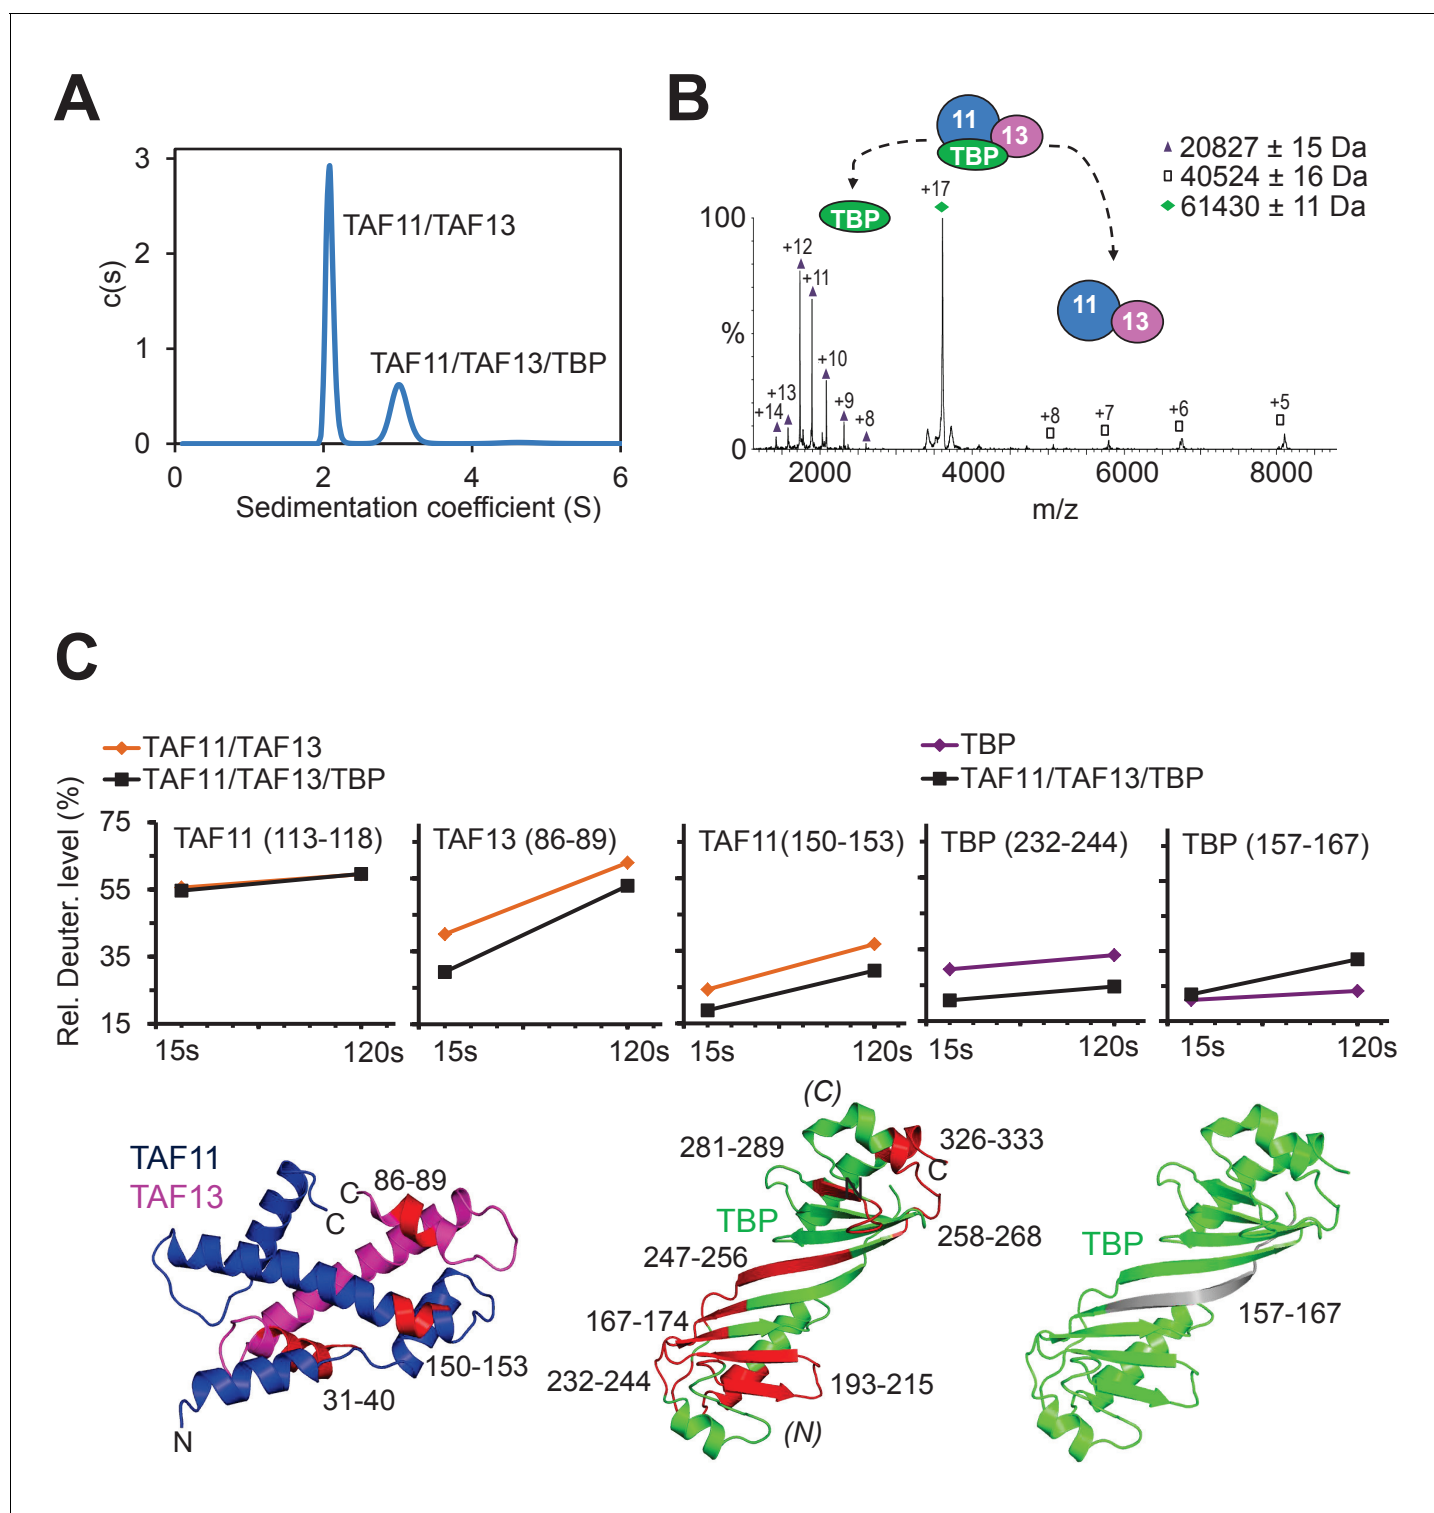 A
3
2
1
0
c(s)
TAF11/TAF13
TAF11/TAF13/TBP
0
2
4
6
Sedimentation coefficient (S)
B
11
13
TBP
TBP
11
13
20827 ± 15 Da
40524 ± 16 Da
61430 ± 11 Da
100
%
0
+14
+13
+12
+11
+10
+9
+8
+17
+8
+7
+6
+5
2000
4000
6000
8000
m/z
C
TAF11/TAF13
TAF11/TAF13/TBP
TBP
TAF11/TAF13/TBP
Rel. Deuter. level (%)
75
55
35
15
TAF11 (113-118)
15s
120s
TAF13 (86-89)
15s
120s
TAF11(150-153)
15s
120s
TBP (232-244)
15s
120s
TBP (157-167)
15s
120s
TAF11
TAF13
C
C
86-89
150-153
31-40
N
(C)
281-289
326-333
N
C
TBP
258-268
247-256
167-174
232-244
193-215
(N)
TBP
157-167